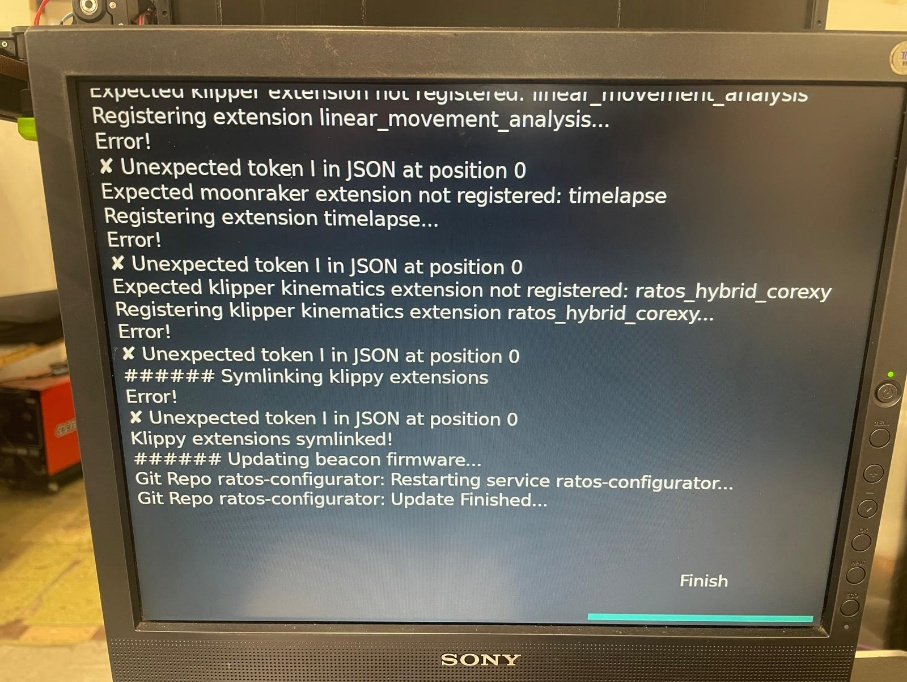 Expected klipper extension not registered: linear_movement_analysis
Registering extension linear_movement_analysis...
Error!
✘ Unexpected token I in JSON at position 0
Expected moonraker extension not registered: timelapse
Registering extension timelapse...
Error!
✘ Unexpected token I in JSON at position 0
Expected klipper kinematics extension not registered: ratos_hybrid_corexy
Registering klipper kinematics extension ratos_hybrid_corexy...
Error!
✘ Unexpected token I in JSON at position 0
###### Symlinking klippy extensions
Error!
✘ Unexpected token I in JSON at position 0
Klippy extensions symlinked!
###### Updating beacon firmware...
Git Repo ratos-configurator: Restarting service ratos-configurator...
Git Repo ratos-configurator: Update Finished...
Finish
SONY